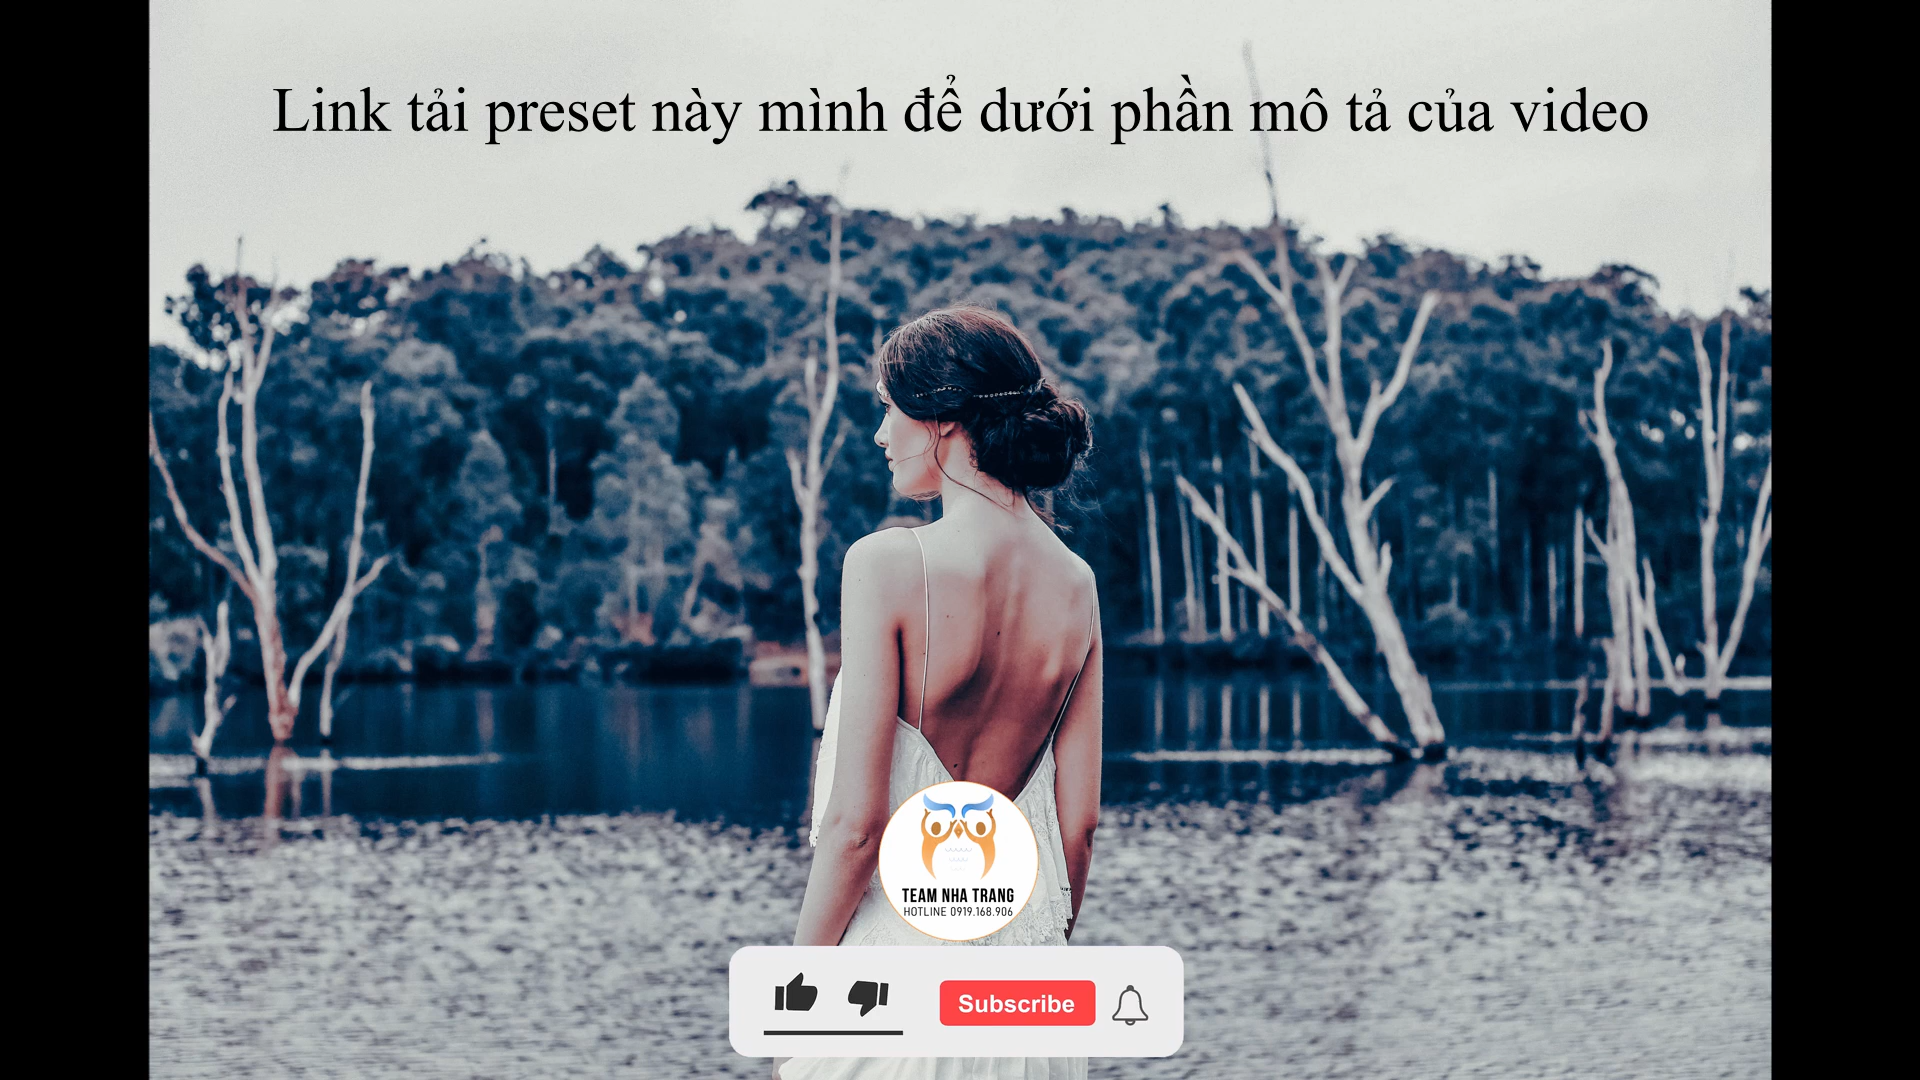 Link tải preset này mình để dưới phần mô tả của video
TEAM NHA TRANG
HOTLINE 0919.168.906
Subscribe